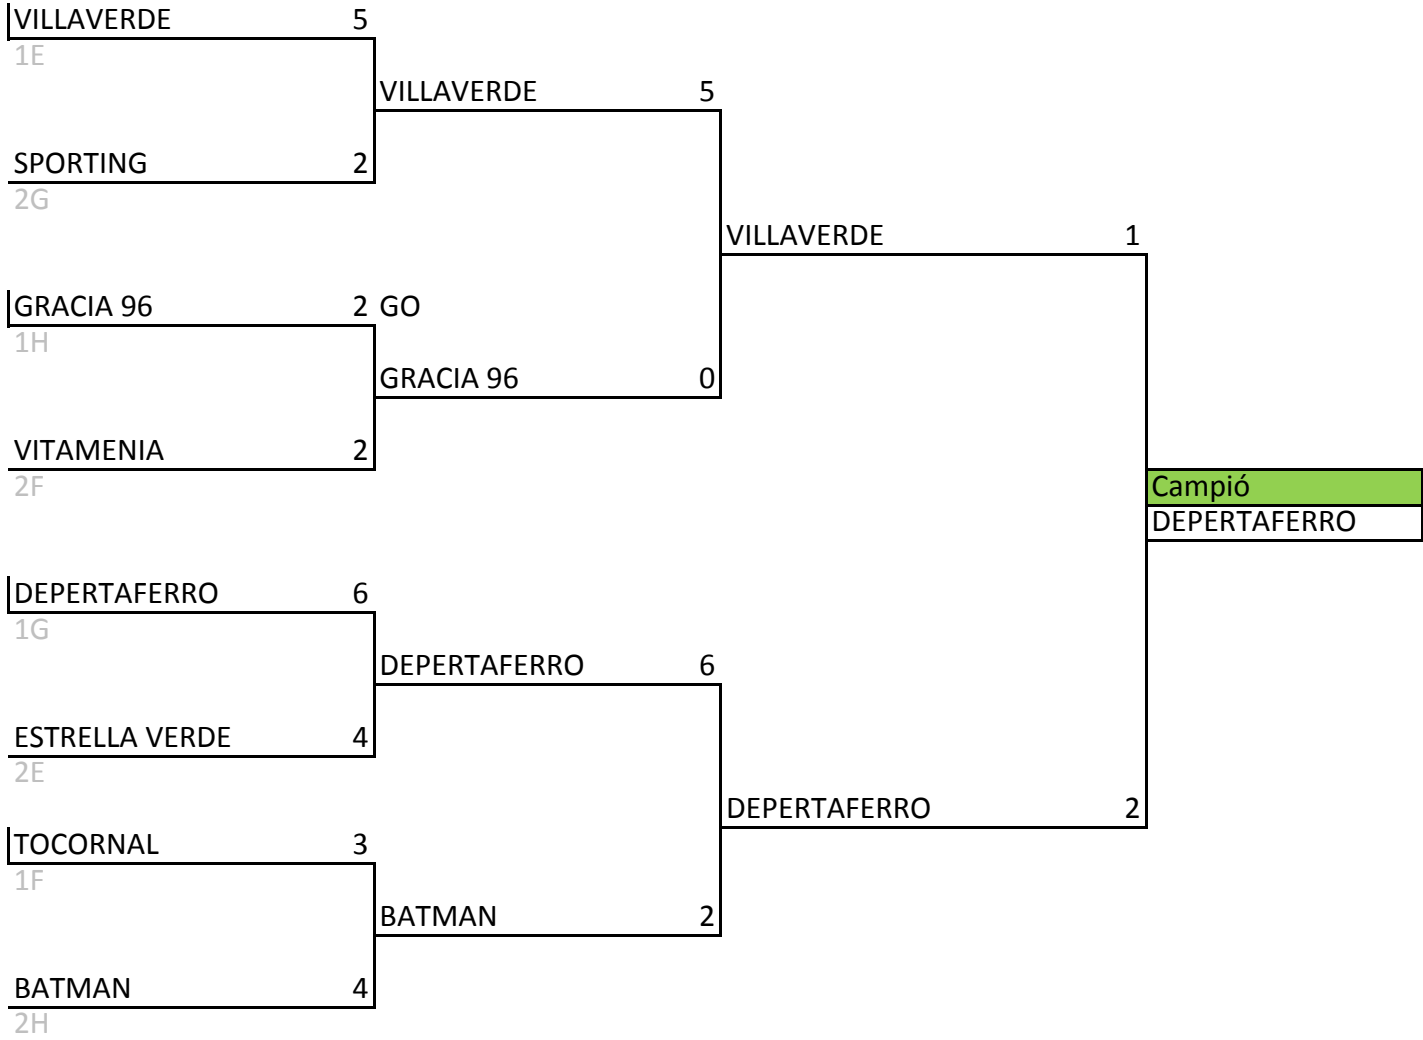 VILLAVERDE 5
1E
VILLAVERDE 5
SPORTING 2
2G
VILLAVERDE 1
GRACIA 96 2 GO
1H
GRACIA 96 0
VITAMENIA 2
2F
Campió
DEPERTAFERRO
DEPERTAFERRO 6
1G
DEPERTAFERRO 6
ESTRELLA VERDE 4
2E
DEPERTAFERRO 2
TOCORNAL 3
1F
BATMAN 2
BATMAN 4
2H